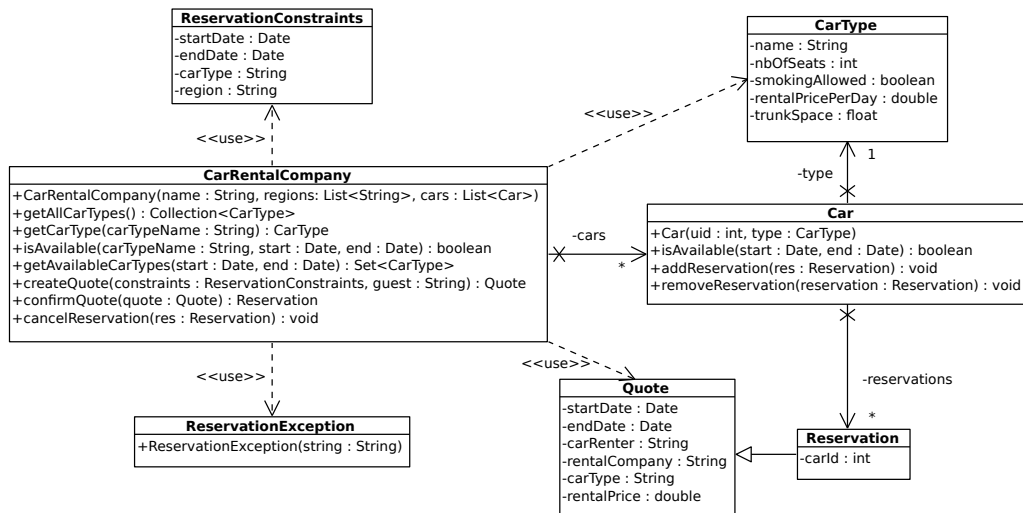 ReservationConstraints
-startDate : Date
-endDate : Date
-carType : String
-region : String
CarType
-name : String
-nbOfSeats : int
-smokingAllowed : boolean
-rentalPricePerDay : double
-trunkSpace : float
<<use>>
<<use>>
1
-type
CarRentalCompany
+CarRentalCompany(name : String, regions: List<String>, cars : List<Car>)
+getAllCarTypes() : Collection<CarType>
+getCarType(carTypeName : String) : CarType
+isAvailable(carTypeName : String, start : Date, end : Date) : boolean
+getAvailableCarTypes(start : Date, end : Date) : Set<CarType>
+createQuote(constraints : ReservationConstraints, guest : String) : Quote
+confirmQuote(quote : Quote) : Reservation
+cancelReservation(res : Reservation) : void
-cars
*
Car
+Car(uid : int, type : CarType)
+isAvailable(start : Date, end : Date) : boolean
+addReservation(res : Reservation) : void
+removeReservation(reservation : Reservation) : void
<<use>>
<<use>>
-reservations
*
ReservationException
+ReservationException(string : String)
Quote
-startDate : Date
-endDate : Date
-carRenter : String
-rentalCompany : String
-carType : String
-rentalPrice : double
Reservation
-carId : int